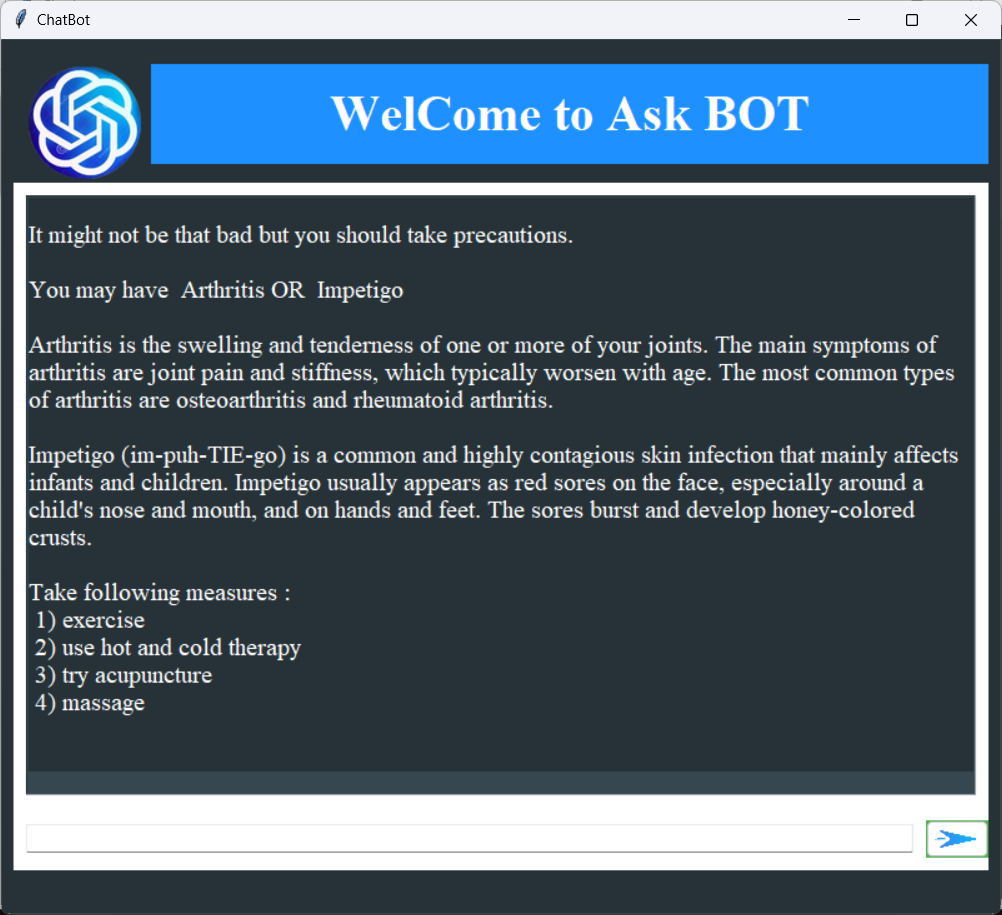 ChatBot
WelCome to Ask BOT
It might not be that bad but you should take precautions.
You may have  Arthritis OR  Impetigo
Arthritis is the swelling and tenderness of one or more of your joints. The main symptoms of
arthritis are joint pain and stiffness, which typically worsen with age. The most common types
of arthritis are osteoarthritis and rheumatoid arthritis.
Impetigo (im-puh-TIE-go) is a common and highly contagious skin infection that mainly affects
infants and children. Impetigo usually appears as red sores on the face, especially around a
child's nose and mouth, and on hands and feet. The sores burst and develop honey-colored
crusts.
Take following measures :
1) exercise
2) use hot and cold therapy
3) try acupuncture
4) massage